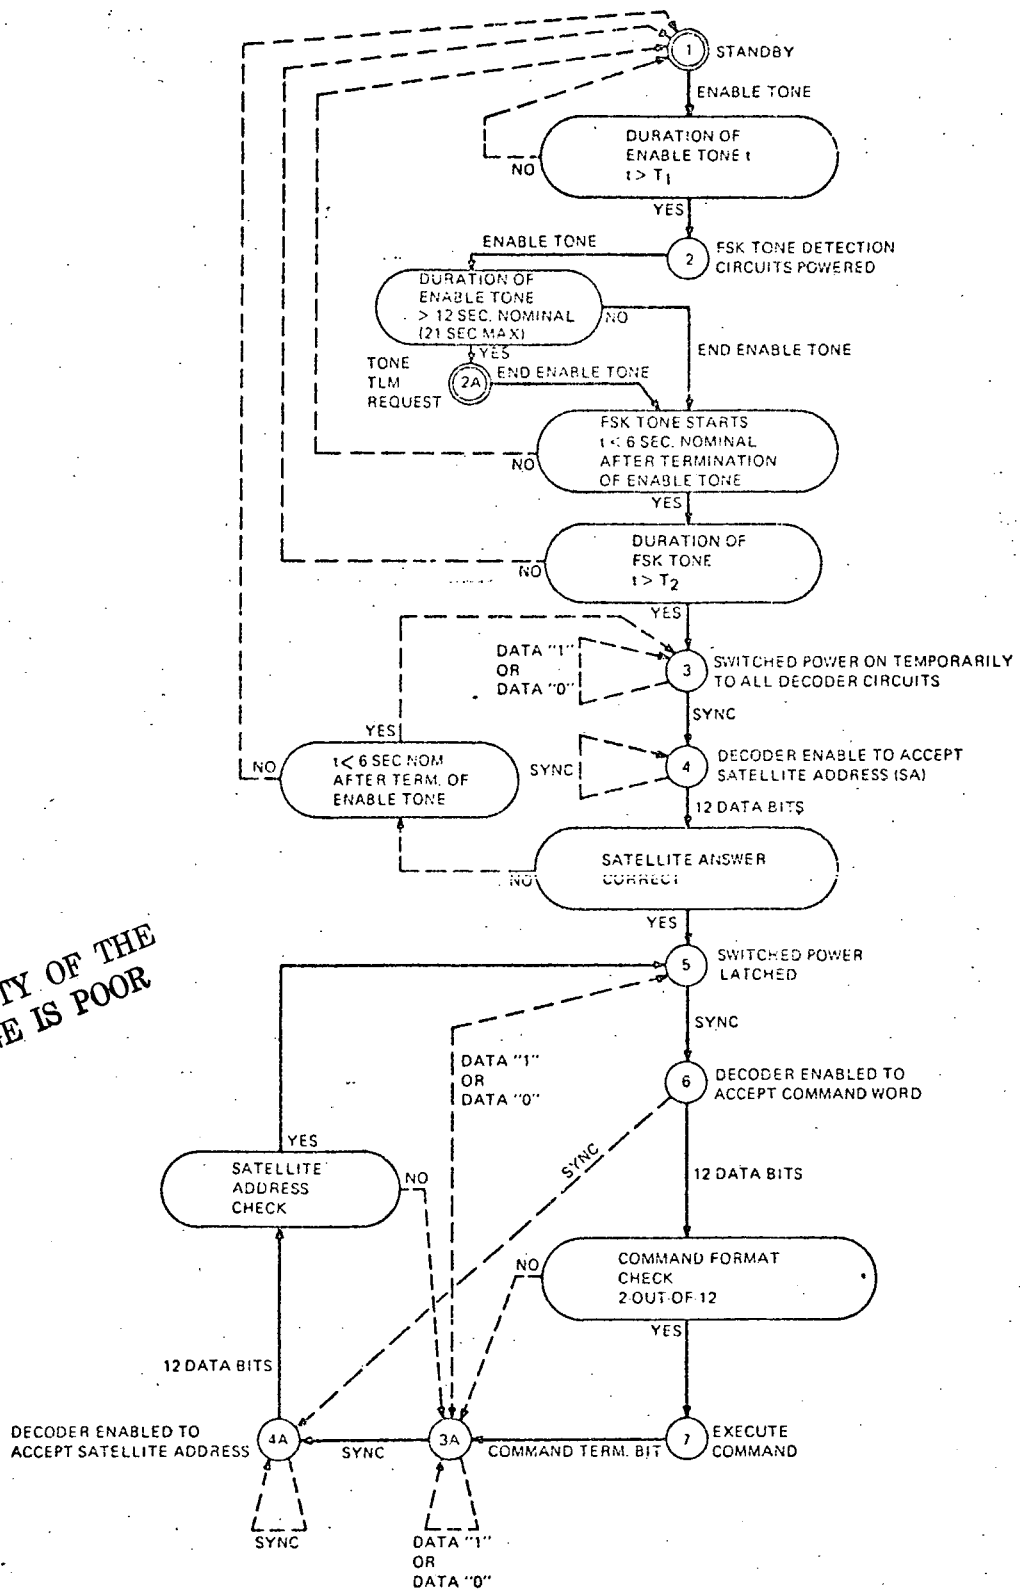 1
STANDBY
ENABLE TONE
DURATION OF
ENABLE TONE t
t > T1
NO
YES
ENABLE TONE
2
FSK TONE DETECTION
CIRCUITS POWERED
DURATION OF
ENABLE TONE
> 12 SEC. NOMINAL
(21 SEC MAX)
NO
YES
END ENABLE TONE
TONE
TLM
REQUEST
2A
END ENABLE TONE
FSK TONE STARTS
t < 6 SEC. NOMINAL
AFTER TERMINATION
OF ENABLE TONE
NO
YES
DURATION OF
FSK TONE
t > T2
NO
YES
DATA "1"
OR
DATA "0"
3
SWITCHED POWER ON TEMPORARILY
TO ALL DECODER CIRCUITS
SYNC
YES
t < 6 SEC NOM
AFTER TERM. OF
ENABLE TONE
NO
SYNC
4
DECODER ENABLE TO ACCEPT
SATELLITE ADDRESS (SA)
12 DATA BITS
SATELLITE ANSWER
CORRECT
NO
YES
TY OF THE
GE IS POOR
5
SWITCHED POWER
LATCHED
SYNC
DATA "1"
OR
DATA "0"
6
DECODER ENABLED TO
ACCEPT COMMAND WORD
SYNC
12 DATA BITS
YES
SATELLITE
ADDRESS
CHECK
NO
COMMAND FORMAT
CHECK
2-OUT-OF-12
NO
YES
12 DATA BITS
DECODER ENABLED TO
ACCEPT SATELLITE ADDRESS
4A
SYNC
3A
COMMAND TERM. BIT
7
EXECUTE
COMMAND
SYNC
DATA "1"
OR
DATA "0"